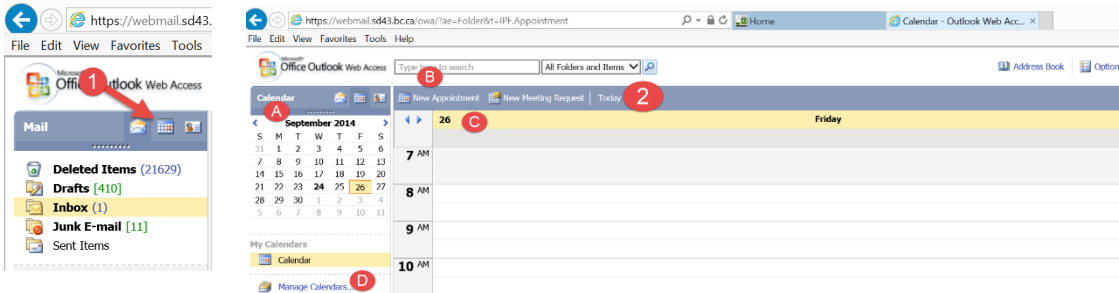 https://webmail.sd43.
File Edit View Favorites Tools
Microsoft
Office Outlook Web Access
1
Mail
Deleted Items (21629)
Drafts [410]
Inbox (1)
Junk E-mail [11]
Sent Items
https://webmail.sd43.bc.ca/owa/?ae=Folder&t=IPF.Appointment Home Calendar - Outlook Web Acc... ×
File Edit View Favorites Tools Help
Microsoft
Office Outlook Web Access Type here to search All Folders and Items Address Book Option
B
Calendar New Appointment New Meeting Request Today 2
A
September 2014 26 C Friday
S M T W T F S
31 1 2 3 4 5 6
7 8 9 10 11 12 13
14 15 16 17 18 19 20
21 22 23 24 25 26 27
28 29 30 1 2 3 4
5 6 7 8 9 10 11
7 AM
8 AM
9 AM
10 AM
My Calendars
Calendar
Manage Calendars... D